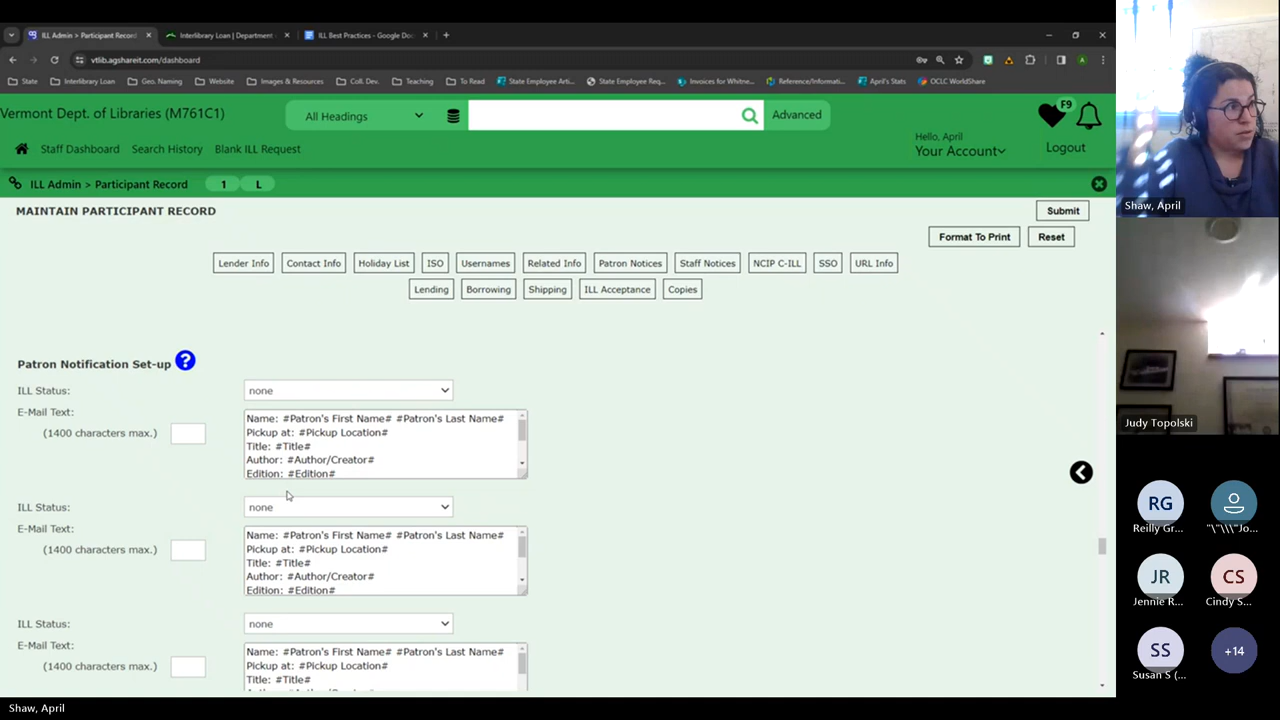 ILL Admin > Participant Record
Interlibrary Loan | Department
ILL Best Practices - Google Doc
vtlib.agshareit.com/dashboard
State
Interlibrary Loan
Geo. Naming
Website
Images & Resources
Coll. Dev.
Teaching
To Read
State Employee Arti...
State Employee Req...
Invoices for Whitne...
Reference/Informati...
April's Stats
OCLC WorldShare
Vermont Dept. of Libraries (M761C1)
All Headings
Advanced
F9
Hello, April
Your Account
Logout
Staff Dashboard
Search History
Blank ILL Request
ILL Admin > Participant Record
1
L
MAINTAIN PARTICIPANT RECORD
Submit
Format To Print
Reset
Lender Info
Contact Info
Holiday List
ISO
Usernames
Related Info
Patron Notices
Staff Notices
NCIP C-ILL
SSO
URL Info
Lending
Borrowing
Shipping
ILL Acceptance
Copies
Patron Notification Set-up ?
ILL Status:
none
E-Mail Text:
(1400 characters max.)
Name: #Patron's First Name# #Patron's Last Name#
Pickup at: #Pickup Location#
Title: #Title#
Author: #Author/Creator#
Edition: #Edition#
ILL Status:
none
E-Mail Text:
(1400 characters max.)
Name: #Patron's First Name# #Patron's Last Name#
Pickup at: #Pickup Location#
Title: #Title#
Author: #Author/Creator#
Edition: #Edition#
ILL Status:
none
E-Mail Text:
(1400 characters max.)
Name: #Patron's First Name# #Patron's Last Name#
Pickup at: #Pickup Location#
Title: #Title#
Shaw, April
Judy Topolski
RG
Reilly Gr...
"\"\\\"Jo...
JR
Jennie R...
CS
Cindy S...
SS
Susan S (...
+14
Shaw, April